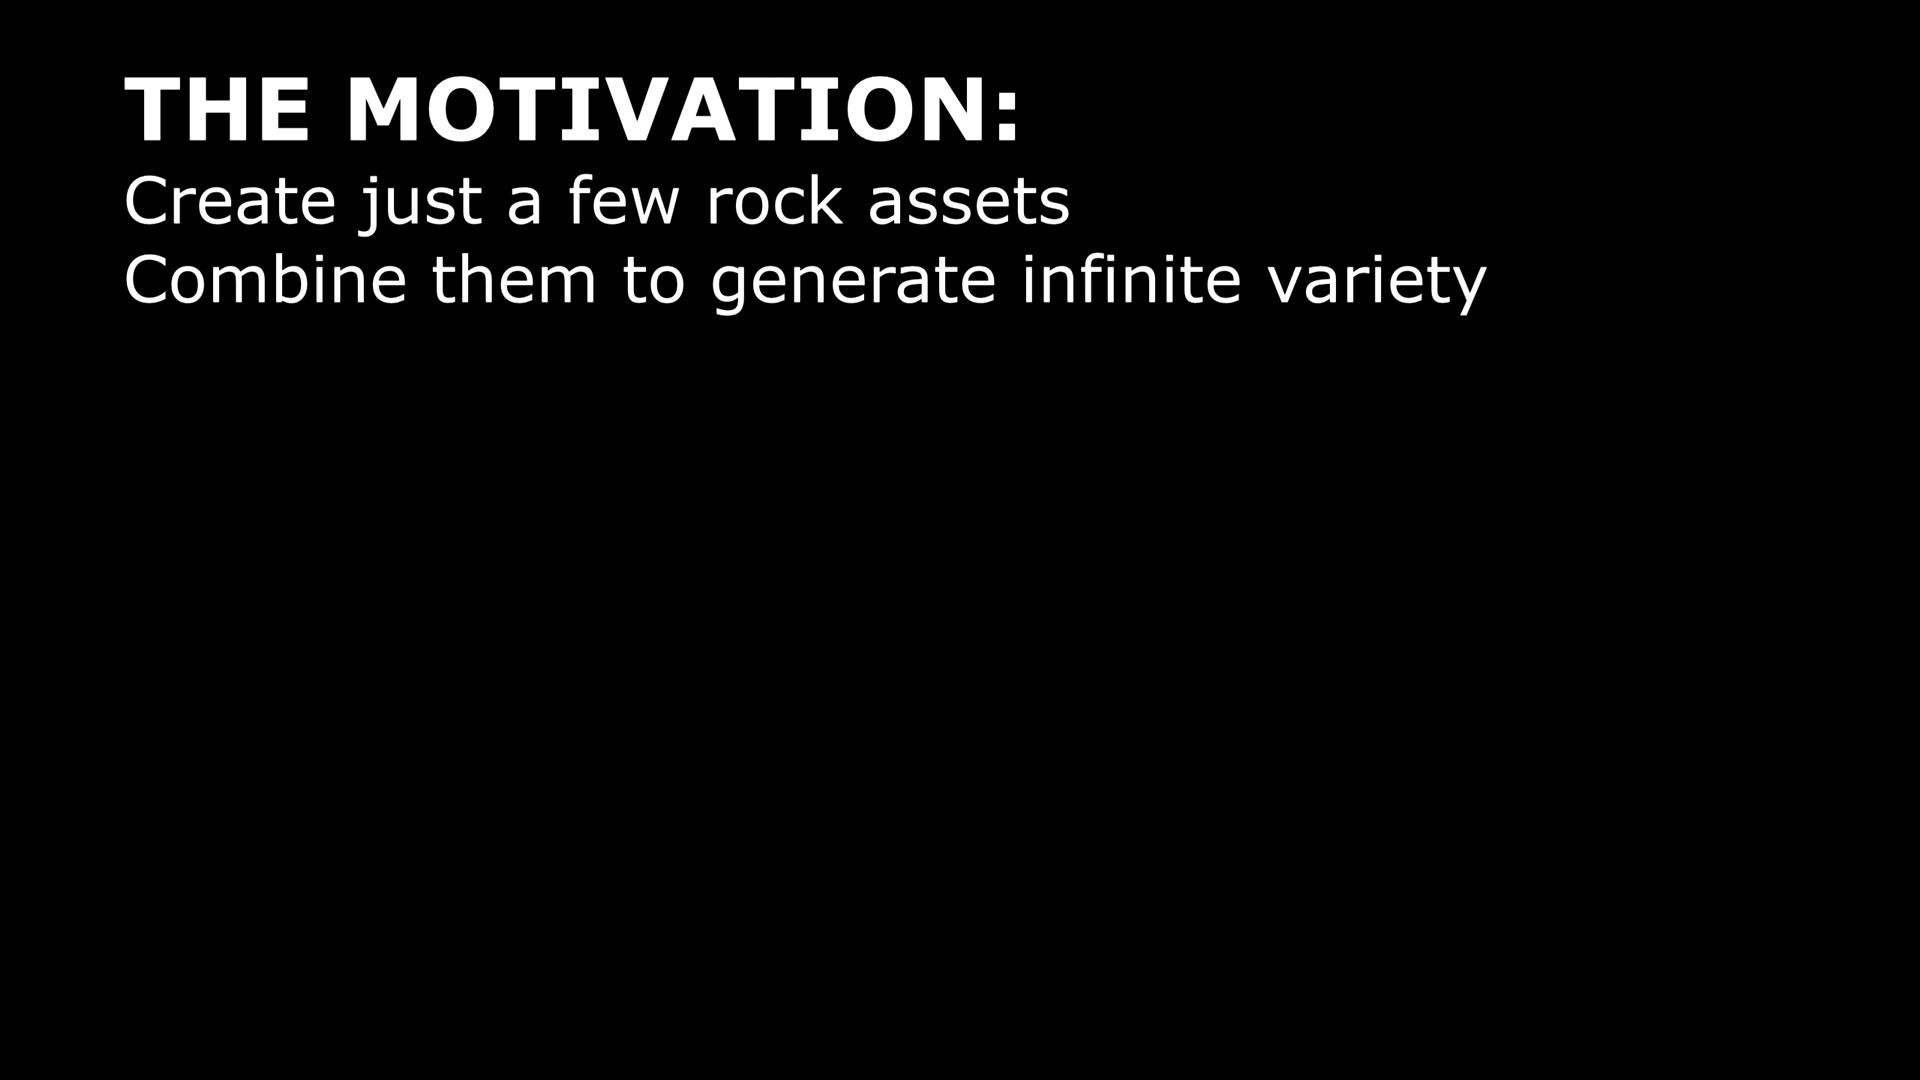 THE MOTIVATION:
Create just a few rock assets
Combine them to generate infinite variety